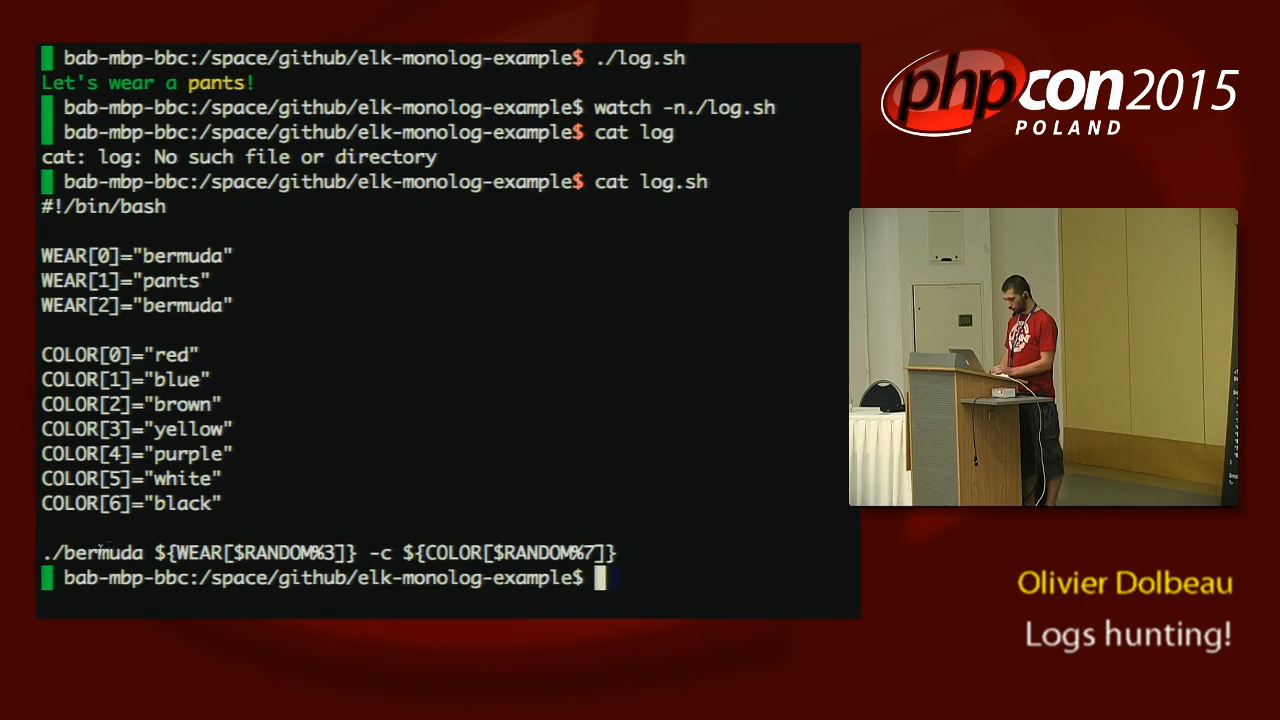 bab-mbp-bbc:/space/github/elk-monolog-example$ ./log.sh
Let's wear a pants!
bab-mbp-bbc:/space/github/elk-monolog-example$ watch -n./log.sh
bab-mbp-bbc:/space/github/elk-monolog-example$ cat log
cat: log: No such file or directory
bab-mbp-bbc:/space/github/elk-monolog-example$ cat log.sh
#!/bin/bash
WEAR[0]="bermuda"
WEAR[1]="pants"
WEAR[2]="bermuda"
COLOR[0]="red"
COLOR[1]="blue"
COLOR[2]="brown"
COLOR[3]="yellow"
COLOR[4]="purple"
COLOR[5]="white"
COLOR[6]="black"
./bermuda ${WEAR[$RANDOM%3]} -c ${COLOR[$RANDOM%7]}
bab-mbp-bbc:/space/github/elk-monolog-example$
phpcon 2015
POLAND
Olivier Dolbeau
Logs hunting!